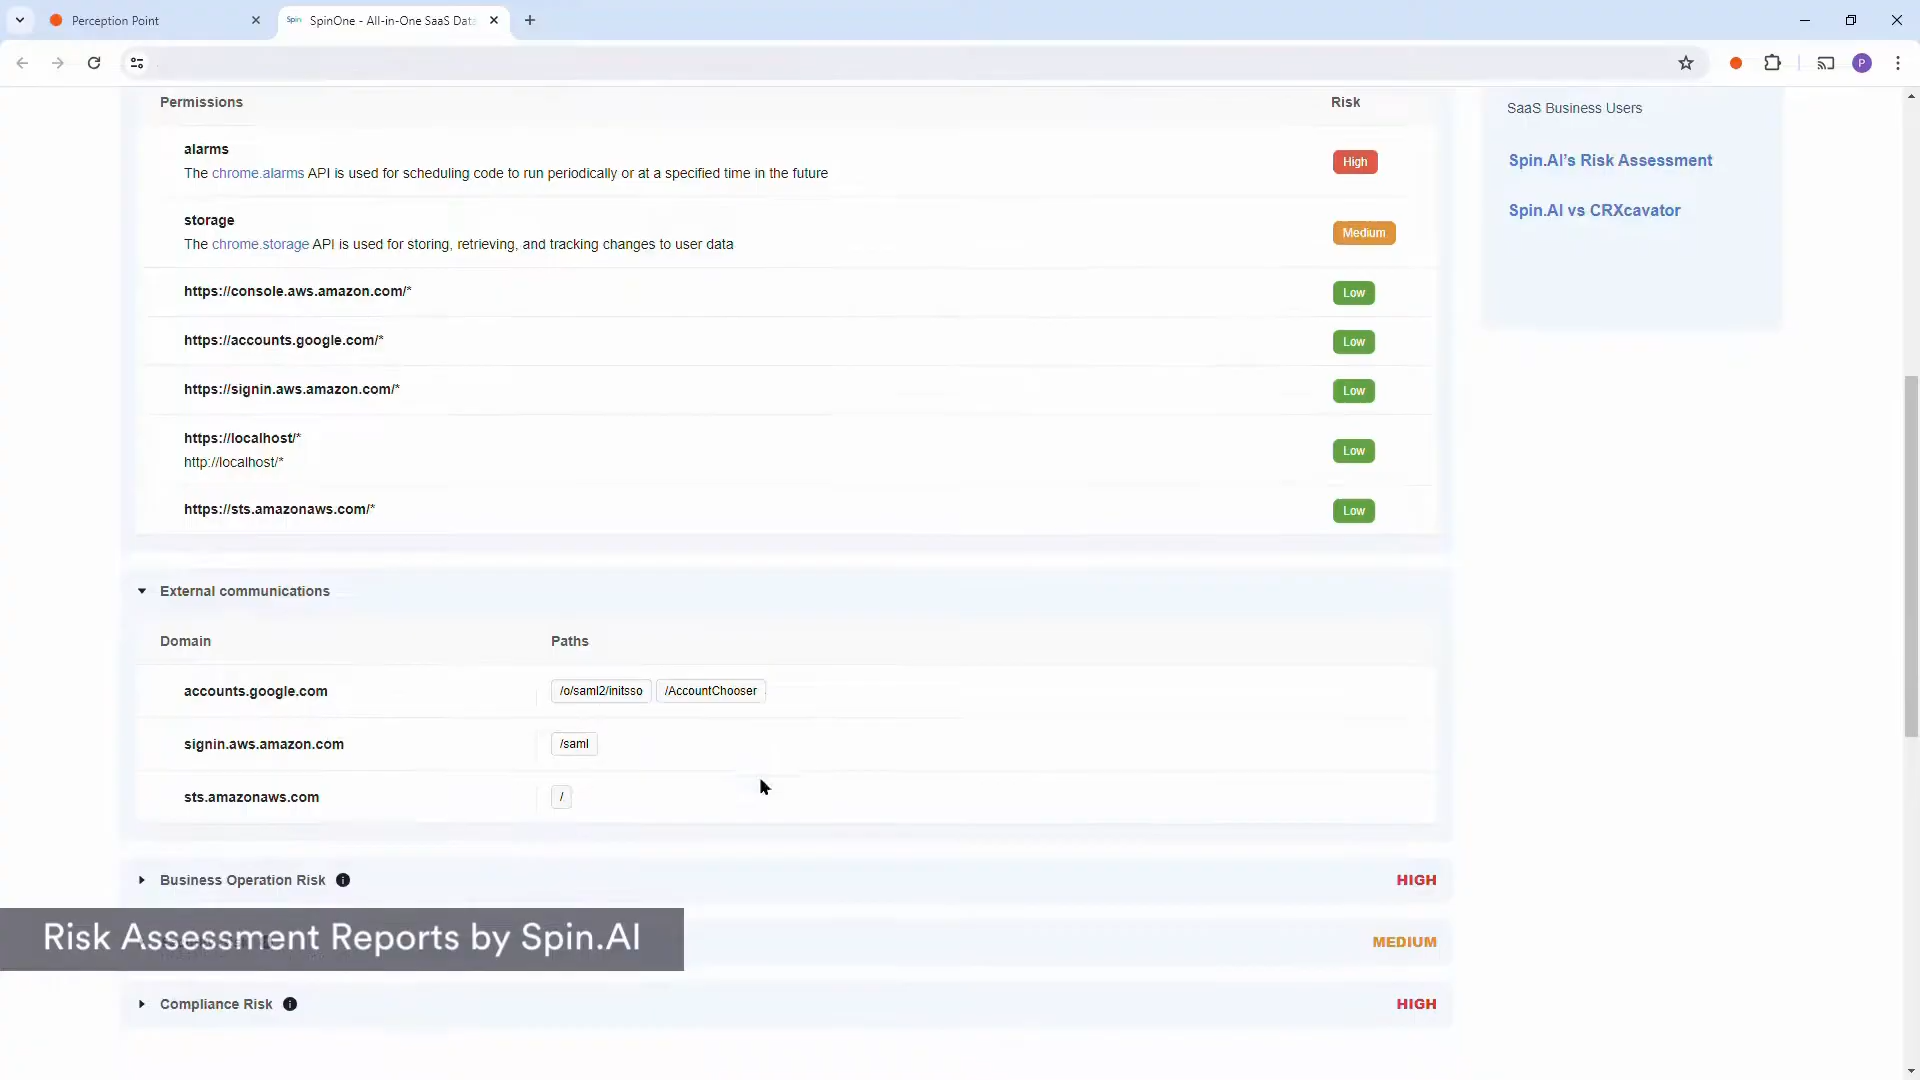 Perception Point
Spin SpinOne - All-in-One SaaS Dat
P
Permissions Risk
SaaS Business Users
alarms
The chrome.alarms API is used for scheduling code to run periodically or at a specified time in the future
High
Spin.AI’s Risk Assessment
storage
The chrome.storage API is used for storing, retrieving, and tracking changes to user data
Medium
Spin.AI vs CRXcavator
https://console.aws.amazon.com/* Low
https://accounts.google.com/* Low
https://signin.aws.amazon.com/* Low
https://localhost/*
http://localhost/*
Low
https://sts.amazonaws.com/* Low
External communications
Domain Paths
accounts.google.com /o/saml2/initsso /AccountChooser
signin.aws.amazon.com /saml
sts.amazonaws.com /
Business Operation Risk HIGH
Risk Assessment Reports by Spin.AI
MEDIUM
Compliance Risk HIGH